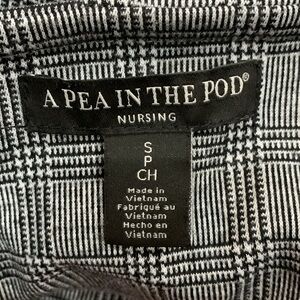 A PEA IN THE POD®
NURSING
S
P
CH
Made in
Vietnam
Fabriqué au
Vietnam
Hecho en
Vietnam